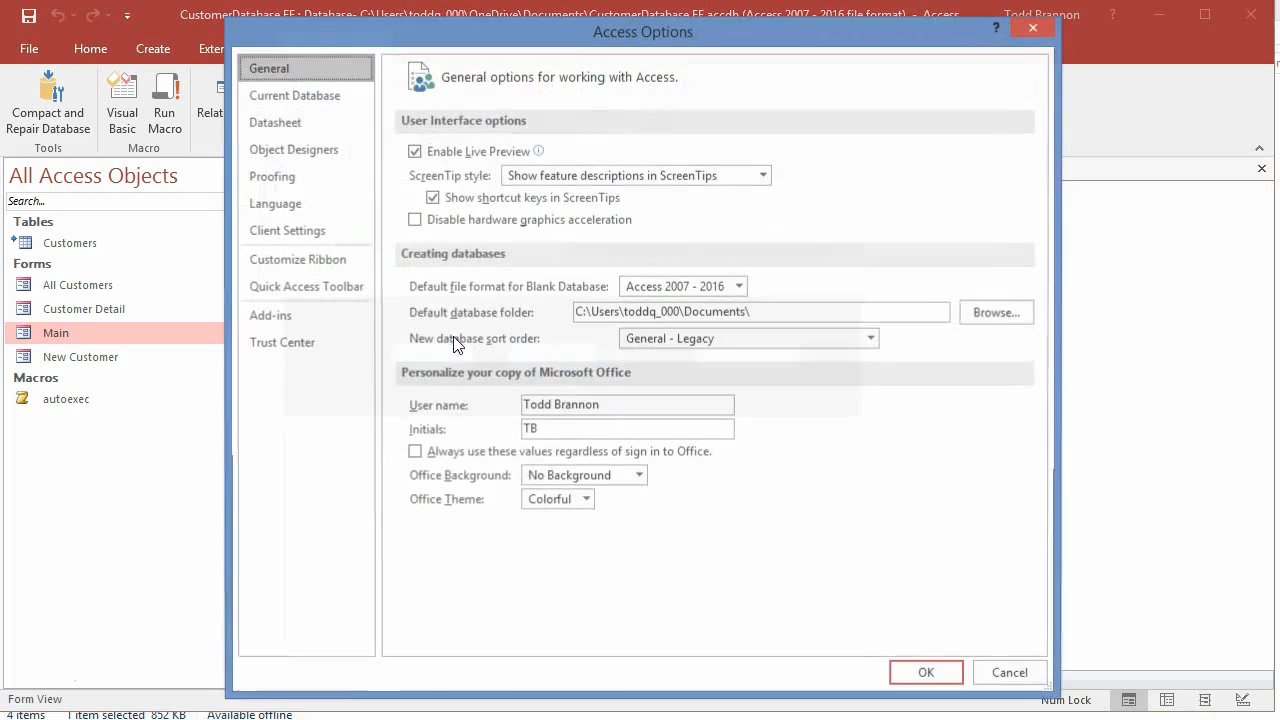 CustomerDatabase FE : Database- C:\Users\toddq_000\OneDrive\Documents\CustomerDatabase FE.accdb (Access 2007 - 2016 file format) - Access
Todd Brannon
?
Access Options
?
File
Home
Create
Exter
Compact and
Repair Database
Tools
Visual
Basic
Run
Macro
Macro
Relat
All Access Objects
Search...
Tables
Customers
Forms
All Customers
Customer Detail
Main
New Customer
Macros
autoexec
General
Current Database
Datasheet
Object Designers
Proofing
Language
Client Settings
Customize Ribbon
Quick Access Toolbar
Add-ins
Trust Center
General options for working with Access.
User Interface options
Enable Live Preview
ScreenTip style: Show feature descriptions in ScreenTips
Show shortcut keys in ScreenTips
Disable hardware graphics acceleration
Creating databases
Default file format for Blank Database: Access 2007 - 2016
Default database folder: C:\Users\toddq_000\Documents\ Browse...
New database sort order: General - Legacy
Personalize your copy of Microsoft Office
User name: Todd Brannon
Initials: TB
Always use these values regardless of sign in to Office.
Office Background: No Background
Office Theme: Colorful
OK
Cancel
Form View
Num Lock
4 items 1 item selected 852 KB Available offline